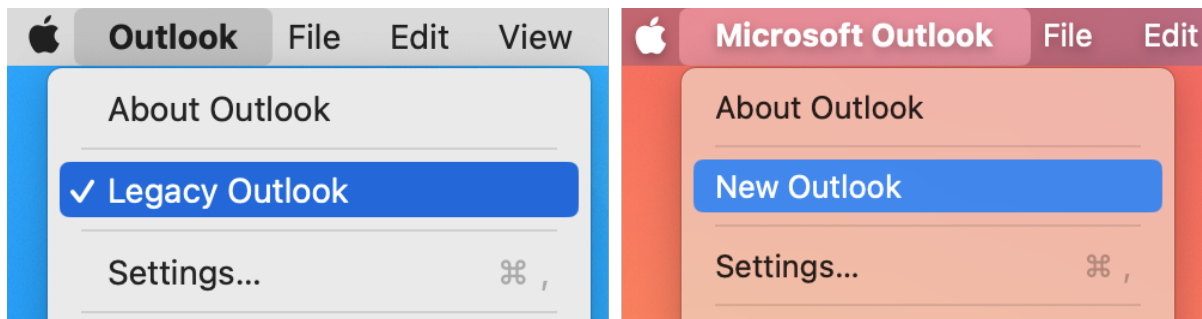 Outlook File Edit View
About Outlook
✓ Legacy Outlook
Settings... ⌘ ,
Microsoft Outlook File Edit
About Outlook
New Outlook
Settings... ⌘ ,